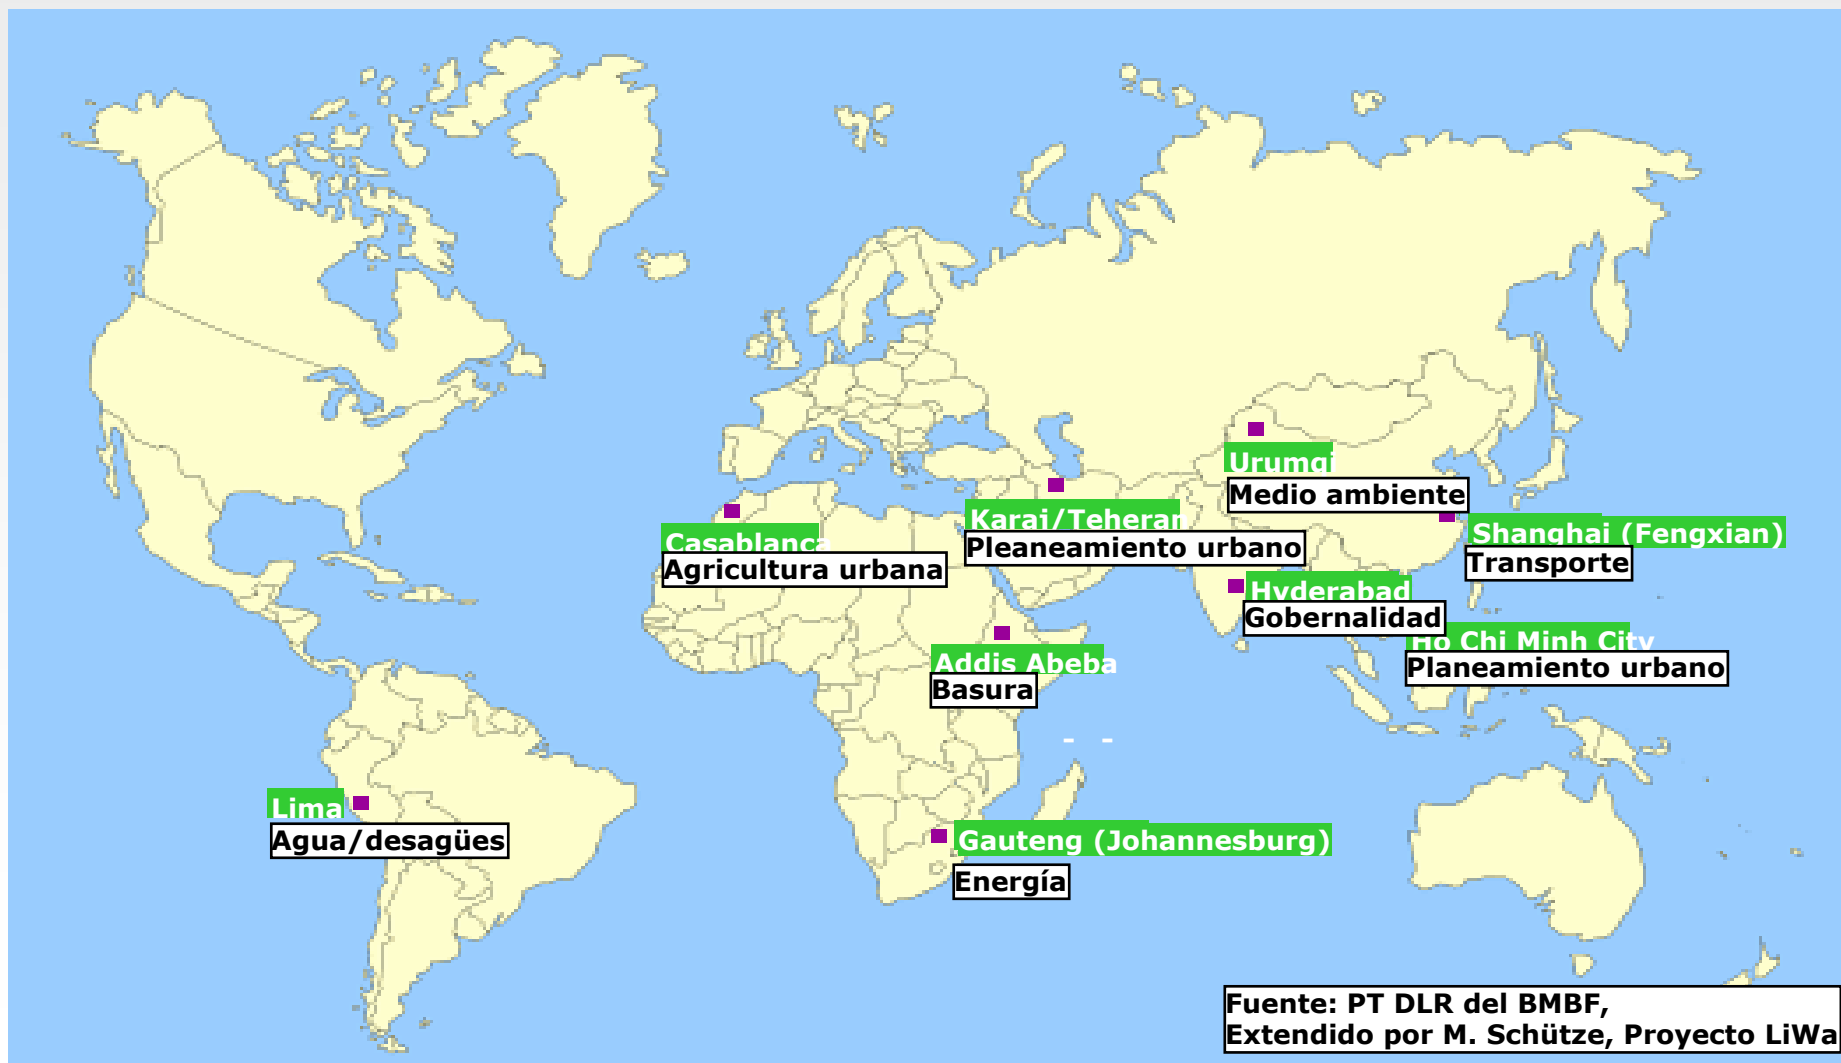 Urumqi
Medio ambiente
Karaj/Teheran
Pleaneamiento urbano
Casablanca
Agricultura urbana
Shanghai (Fengxian)
Transporte
Hyderabad
Gobernalidad
Ho Chi Minh City
Planeamiento urbano
Addis Abeba
Basura
- -
Lima
Agua/desagües
Gauteng (Johannesburg)
Energía
Fuente: PT DLR del BMBF,
Extendido por M. Schütze, Proyecto LiWa